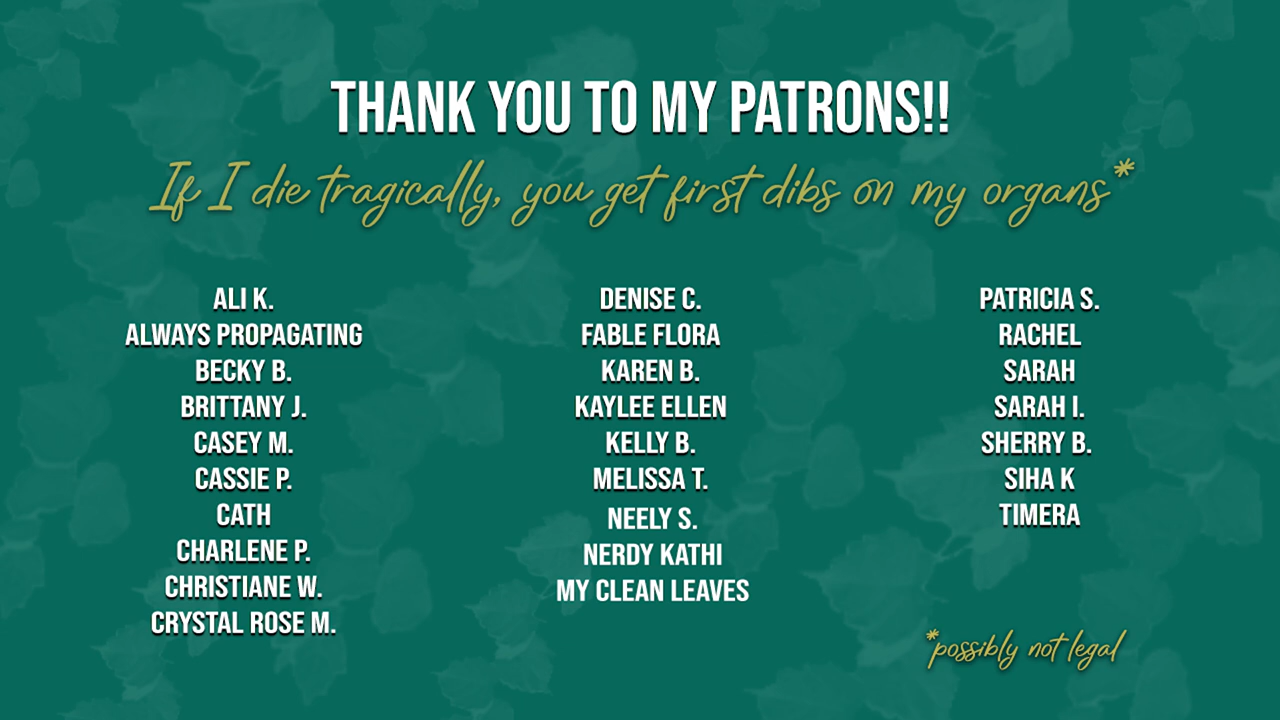 THANK YOU TO MY PATRONS!!
If I die tragically, you get first dibs on my organs*
ALI K.
ALWAYS PROPAGATING
BECKY B.
BRITTANY J.
CASEY M.
CASSIE P.
CATH
CHARLENE P.
CHRISTIANE W.
CRYSTAL ROSE M.
DENISE C.
FABLE FLORA
KAREN B.
KAYLEE ELLEN
KELLY B.
MELISSA T.
NEELY S.
NERDY KATHI
MY CLEAN LEAVES
PATRICIA S.
RACHEL
SARAH
SARAH I.
SHERRY B.
SIHA K
TIMERA
*possibly not legal